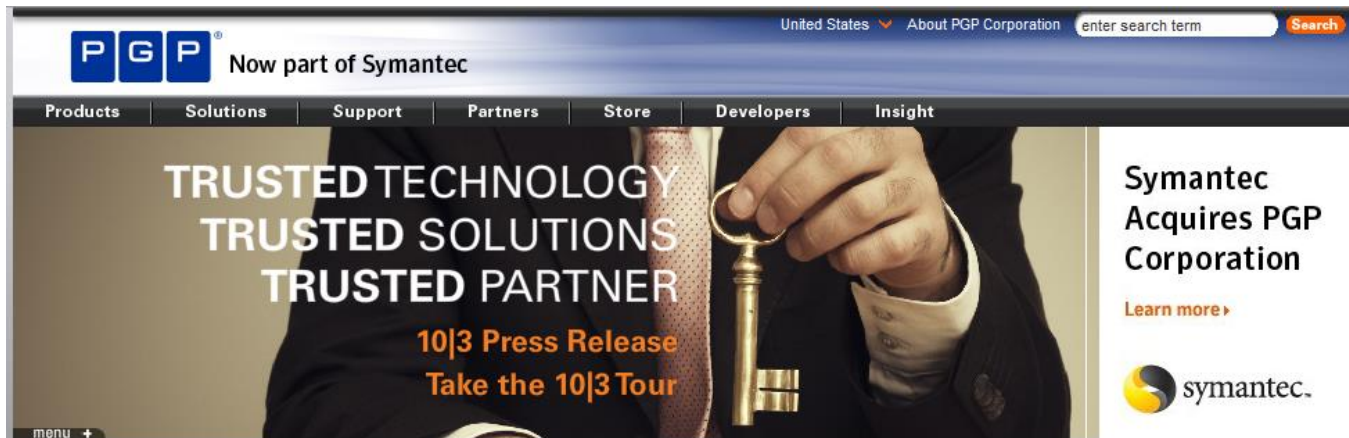 United States About PGP Corporation enter search term Search
PGP® Now part of Symantec
Products Solutions Support Partners Store Developers Insight
TRUSTED TECHNOLOGY
TRUSTED SOLUTIONS
TRUSTED PARTNER
10|3 Press Release
Take the 10|3 Tour
menu +
Symantec
Acquires PGP
Corporation
Learn more
symantec.